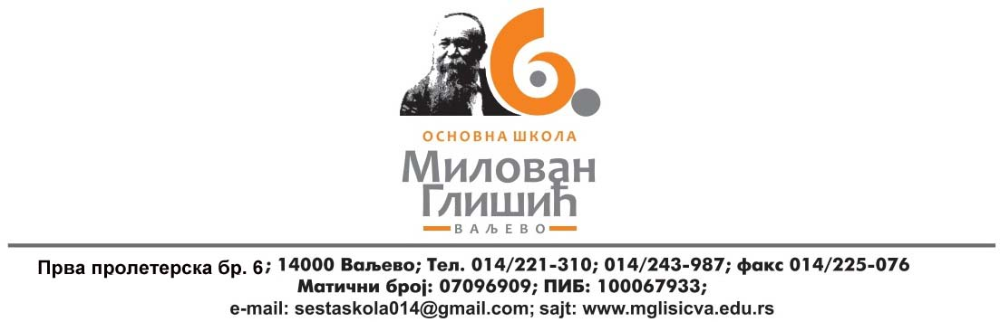 6.
ОСНОВНА ШКОЛА
Милован
Глишић
ВАЉЕВО
Прва пролетерска бр. 6; 14000 Ваљево; Тел. 014/221-310; 014/243-987; факс 014/225-076
Матични број: 07096909; ПИБ: 100067933;
e-mail: sestaskola014@gmail.com; sajt: www.mglisicva.edu.rs